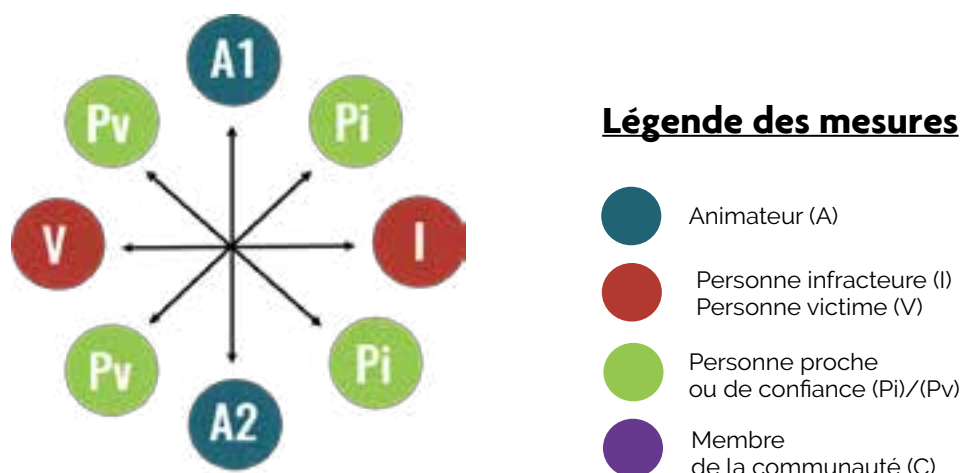 A1
Pv
Pi
V
I
Pv
Pi
A2
Légende des mesures
Animateur (A)
Personne infracteure (I)
Personne victime (V)
Personne proche
ou de confiance (Pi)/(Pv)
Membre
de la communauté (C)